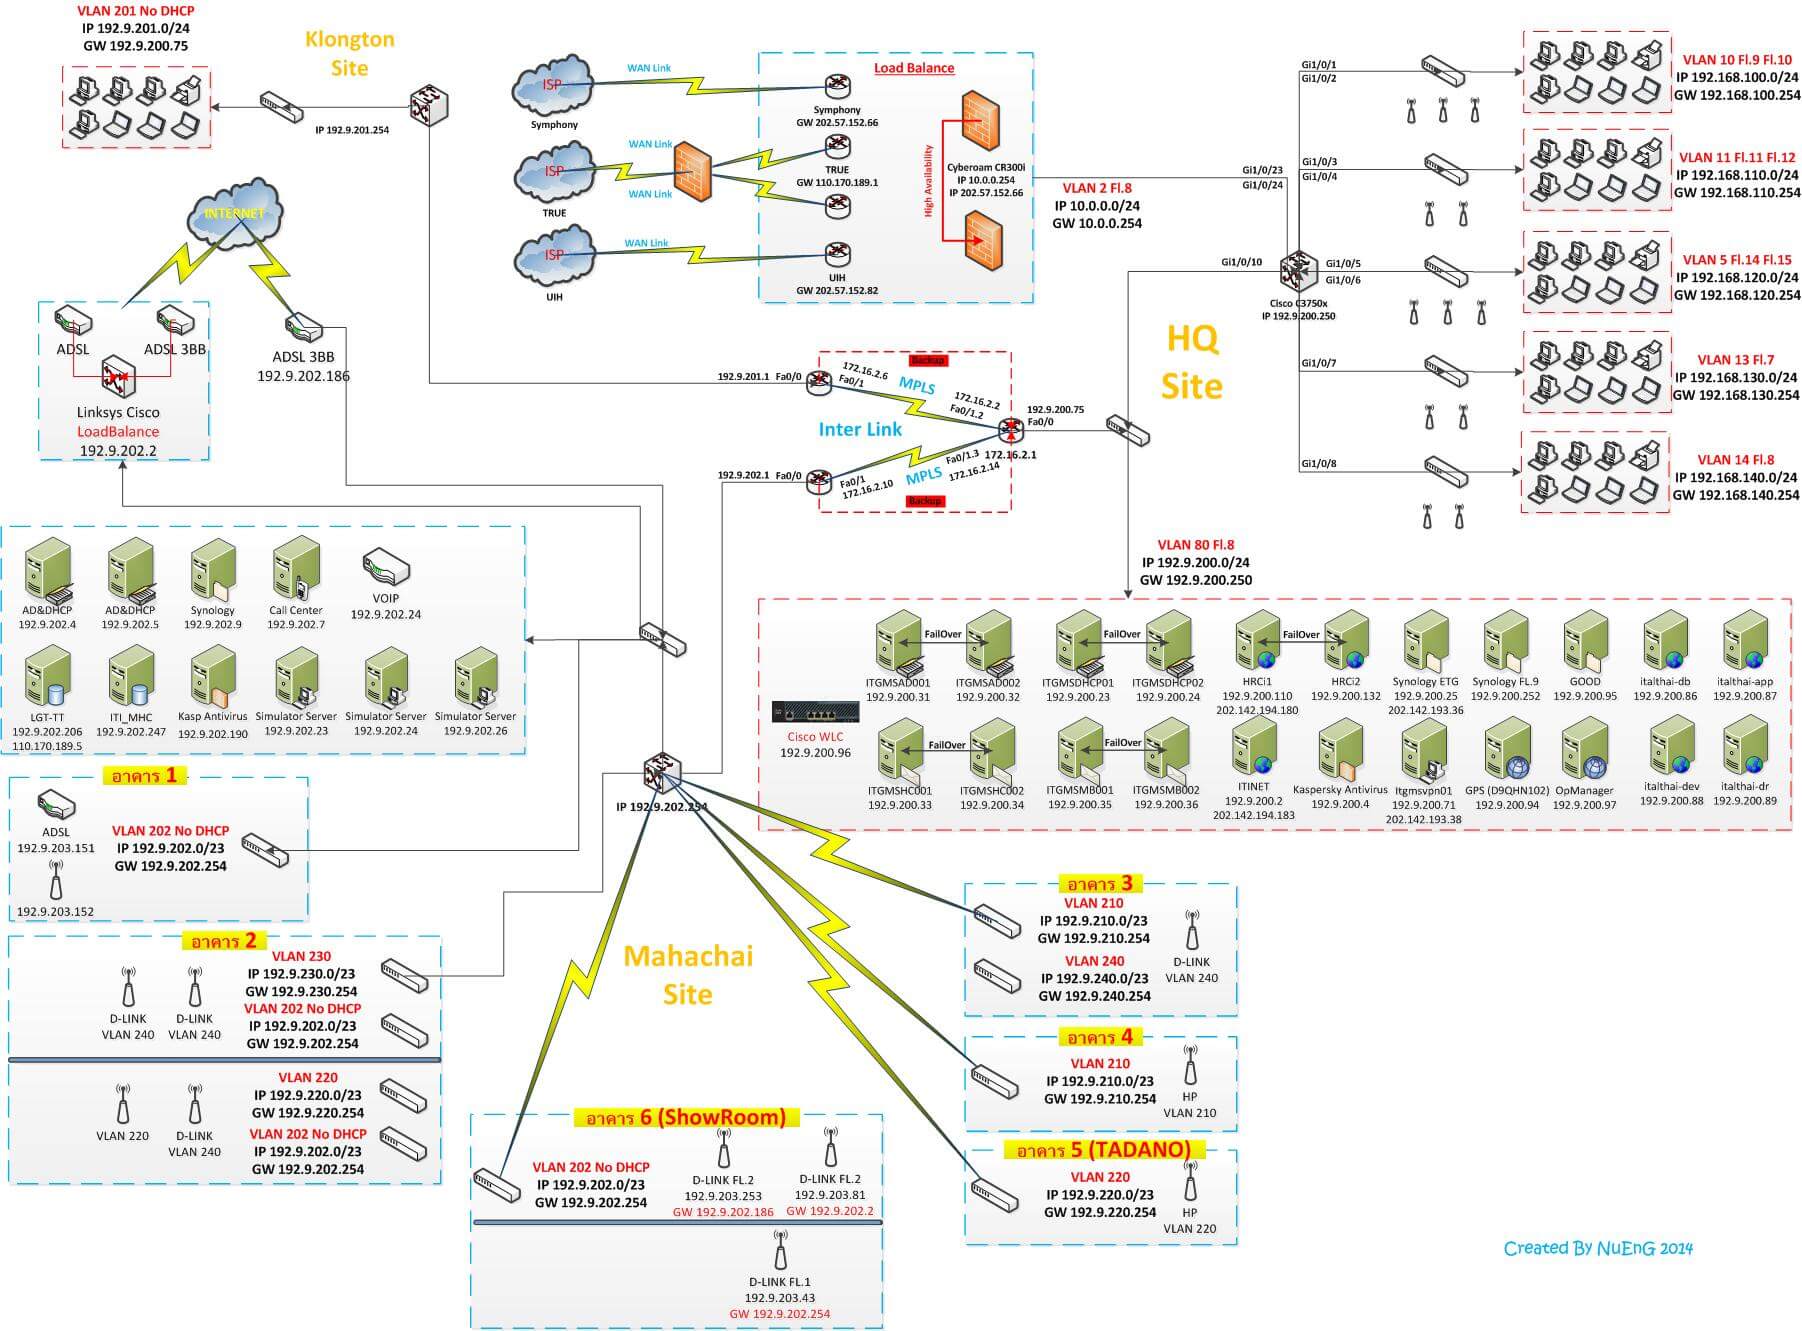 VLAN 201 No DHCP
IP 192.9.201.0/24
GW 192.9.200.75
Klongton
Site
IP 192.9.201.254
INTERNET
ADSL
ADSL 3BB
Linksys Cisco
LoadBalance
192.9.202.2
ADSL 3BB
192.9.202.186
ISP
Symphony
WAN Link
ISP
TRUE
WAN Link
WAN Link
ISP
UIH
WAN Link
Load Balance
Symphony
GW 202.57.152.66
TRUE
GW 110.170.189.1
UIH
GW 202.57.152.82
High Availability
Cyberoam CR300i
IP 10.0.0.254
IP 202.57.152.66
VLAN 2 Fl.8
IP 10.0.0.0/24
GW 10.0.0.254
Gi1/0/23
Gi1/0/24
Gi1/0/10
Cisco C3750x
IP 192.9.200.250
Gi1/0/1
Gi1/0/2
Gi1/0/3
Gi1/0/4
Gi1/0/5
Gi1/0/6
Gi1/0/7
Gi1/0/8
VLAN 10 Fl.9 Fl.10
IP 192.168.100.0/24
GW 192.168.100.254
VLAN 11 Fl.11 Fl.12
IP 192.168.110.0/24
GW 192.168.110.254
VLAN 5 Fl.14 Fl.15
IP 192.168.120.0/24
GW 192.168.120.254
VLAN 13 Fl.7
IP 192.168.130.0/24
GW 192.168.130.254
VLAN 14 Fl.8
IP 192.168.140.0/24
GW 192.168.140.254
HQ
Site
Backup
192.9.201.1 Fa0/0
172.16.2.6
Fa0/1
MPLS
172.16.2.2
Fa0/1.2
192.9.200.75
Fa0/0
Inter Link
172.16.2.1
192.9.202.1 Fa0/0
Fa0/1
172.16.2.10
MPLS
Fa0/1.3
172.16.2.14
Backup
VLAN 80 Fl.8
IP 192.9.200.0/24
GW 192.9.200.250
Cisco WLC
192.9.200.96
FailOver
FailOver
FailOver
ITGMSAD001
192.9.200.31
ITGMSAD002
192.9.200.32
ITGMSDHCP01
192.9.200.23
ITGMSDHCP02
192.9.200.24
HRCi1
192.9.200.110
202.142.194.180
HRCi2
192.9.200.132
Synology ETG
192.9.200.25
202.142.193.36
Synology FL.9
192.9.200.252
GOOD
192.9.200.95
italthai-db
192.9.200.86
italthai-app
192.9.200.87
FailOver
FailOver
ITGMSHC001
192.9.200.33
ITGMSHC002
192.9.200.34
ITGMSMB001
192.9.200.35
ITGMSMB002
192.9.200.36
ITINET
192.9.200.2
202.142.194.183
Kaspersky Antivirus
192.9.200.4
Itgmsvpn01
192.9.200.71
202.142.193.38
GPS (D9QHN102)
192.9.200.94
OpManager
192.9.200.97
italthai-dev
192.9.200.88
italthai-dr
192.9.200.89
AD&DHCP
192.9.202.4
AD&DHCP
192.9.202.5
Synology
192.9.202.9
Call Center
192.9.202.7
VOIP
192.9.202.24
LGT-TT
192.9.202.206
110.170.189.5
ITI_MHC
192.9.202.247
Kasp Antivirus
192.9.202.190
Simulator Server
192.9.202.23
Simulator Server
192.9.202.24
Simulator Server
192.9.202.26
IP 192.9.202.254
อาคาร 1
ADSL
192.9.203.151
192.9.203.152
VLAN 202 No DHCP
IP 192.9.202.0/23
GW 192.9.202.254
อาคาร 2
D-LINK
VLAN 240
D-LINK
VLAN 240
VLAN 230
IP 192.9.230.0/23
GW 192.9.230.254
VLAN 202 No DHCP
IP 192.9.202.0/23
GW 192.9.202.254
VLAN 220
D-LINK
VLAN 240
VLAN 220
IP 192.9.220.0/23
GW 192.9.220.254
VLAN 202 No DHCP
IP 192.9.202.0/23
GW 192.9.202.254
Mahachai
Site
อาคาร 3
VLAN 210
IP 192.9.210.0/23
GW 192.9.210.254
VLAN 240
IP 192.9.240.0/23
GW 192.9.240.254
D-LINK
VLAN 240
อาคาร 4
VLAN 210
IP 192.9.210.0/23
GW 192.9.210.254
HP
VLAN 210
อาคาร 5 (TADANO)
VLAN 220
IP 192.9.220.0/23
GW 192.9.220.254
HP
VLAN 220
อาคาร 6 (ShowRoom)
VLAN 202 No DHCP
IP 192.9.202.0/23
GW 192.9.202.254
D-LINK FL.2
192.9.203.253
GW 192.9.202.186
D-LINK FL.2
192.9.203.81
GW 192.9.202.2
D-LINK FL.1
192.9.203.43
GW 192.9.202.254
Created By NuEnG 2014